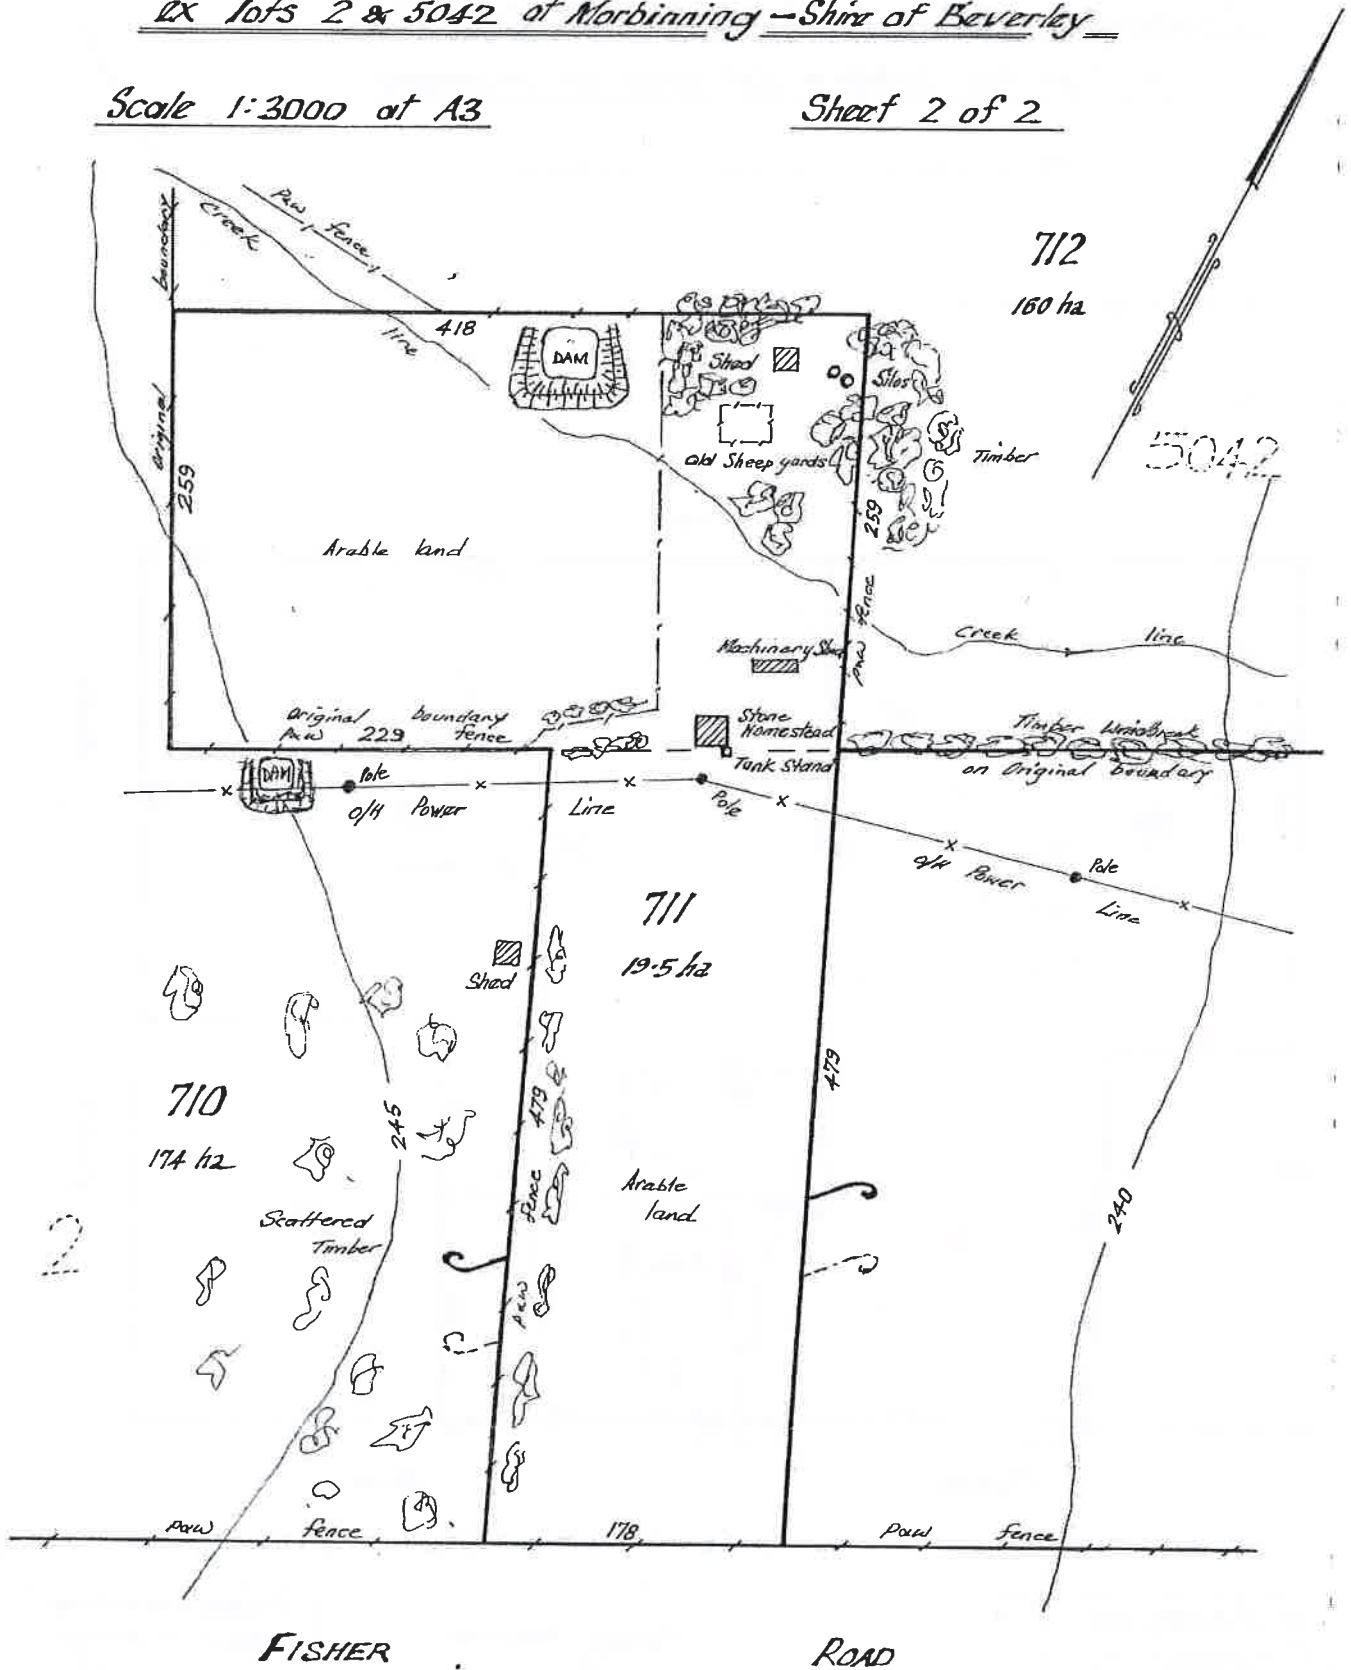 ex lots 2 & 5042 at Morbinning - Shire of Beverley
Scale 1:3000 at A3
Sheet 2 of 2
Original boundary
Creek line
P&W fence
712
160 ha
418
DAM
Shed
Silos
5042
Old Sheep yards
Timber
259
259
Arable land
P&W fence
Creek line
Machinery Shed
Original boundary
P&W 229 fence
Stone
Homestead
Timber Windbreak
on Original boundary
Tank Stand
DAM
Pole
O/H Power Line
Pole
O/H Power Line
Pole
711
19.5 ha
Shed
479
479
710
174 ha
245
P&W fence
Arable
land
Scattered
Timber
2
240
P&W fence
178
P&W fence
FISHER ROAD